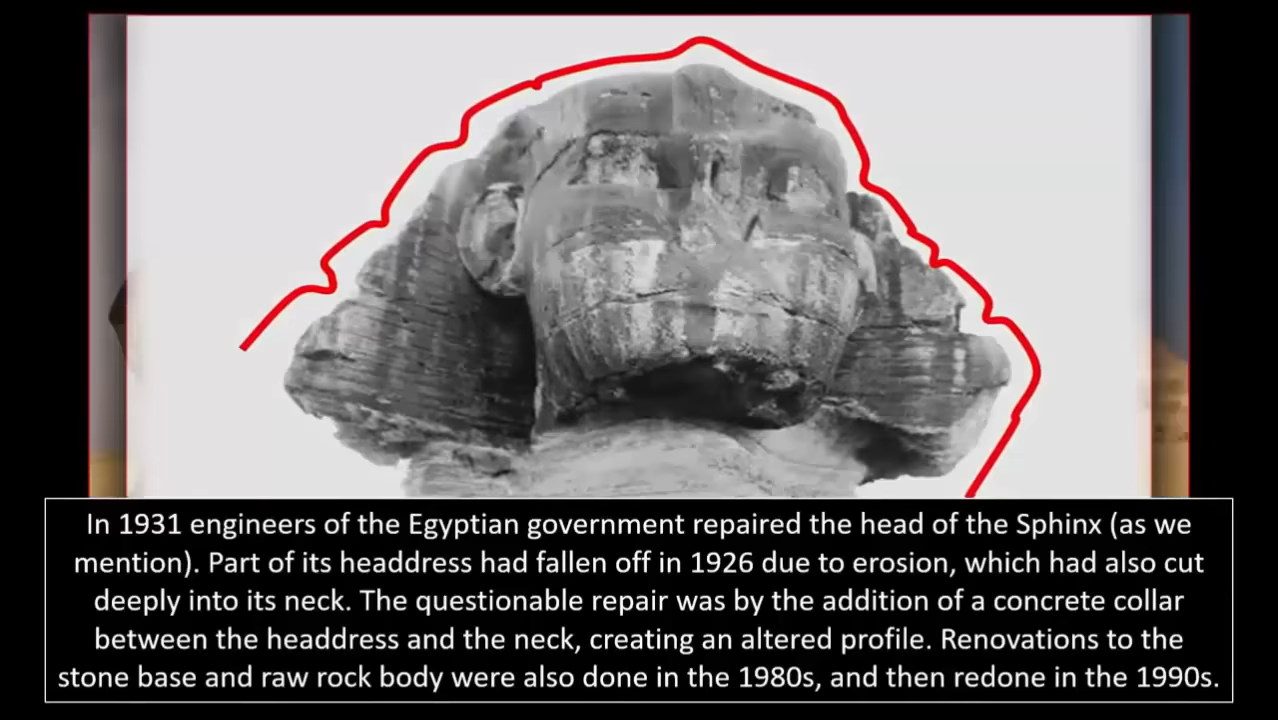 In 1931 engineers of the Egyptian government repaired the head of the Sphinx (as we
mention). Part of its headdress had fallen off in 1926 due to erosion, which had also cut
deeply into its neck. The questionable repair was by the addition of a concrete collar
between the headdress and the neck, creating an altered profile. Renovations to the
stone base and raw rock body were also done in the 1980s, and then redone in the 1990s.